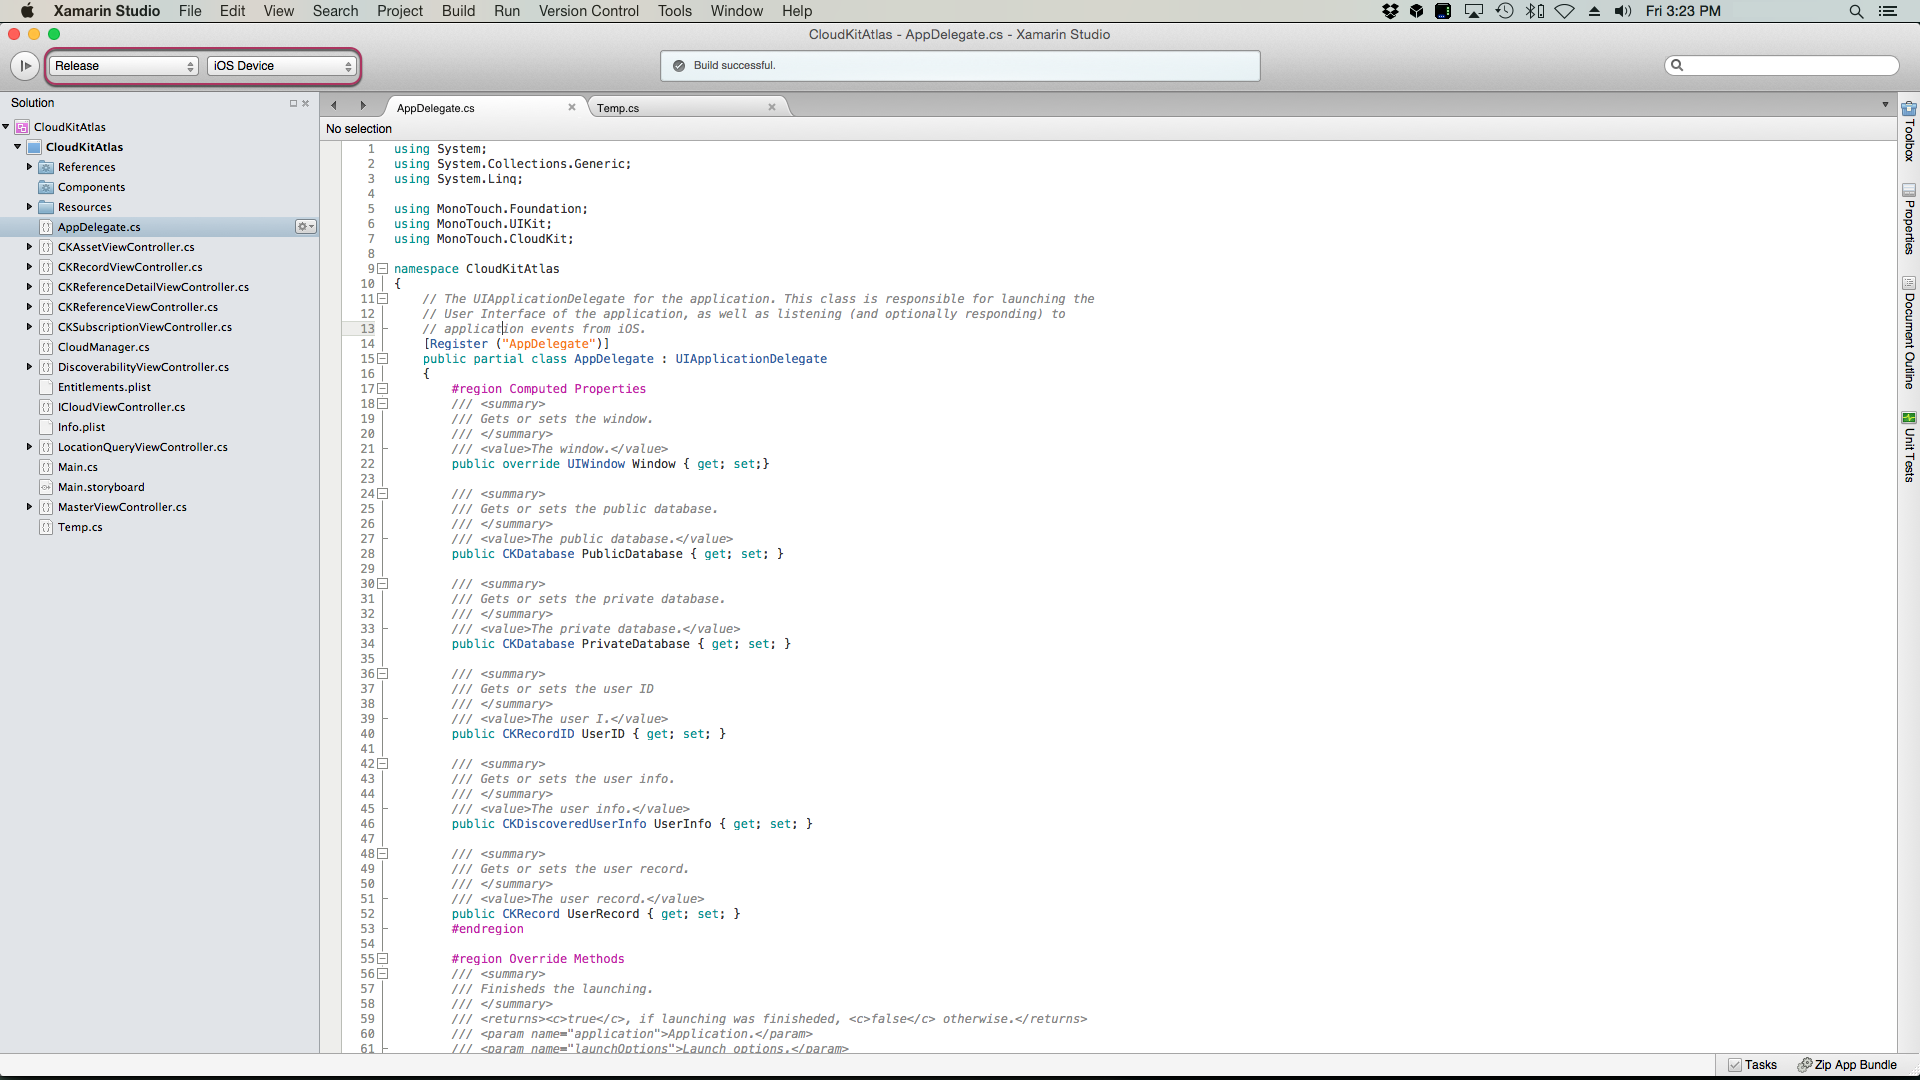 Xamarin Studio File Edit View Search Project Build Run Version Control Tools Window Help Fri 3:23 PM
CloudKitAtlas - AppDelegate.cs - Xamarin Studio
Release iOS Device Build successful.
Solution
CloudKitAtlas
CloudKitAtlas
References
Components
Resources
AppDelegate.cs
CKAssetViewController.cs
CKRecordViewController.cs
CKReferenceDetailViewController.cs
CKReferenceViewController.cs
CKSubscriptionViewController.cs
CloudManager.cs
DiscoverabilityViewController.cs
Entitlements.plist
ICloudViewController.cs
Info.plist
LocationQueryViewController.cs
Main.cs
Main.storyboard
MasterViewController.cs
Temp.cs
AppDelegate.cs Temp.cs
No selection
1 using System;
2 using System.Collections.Generic;
3 using System.Linq;
4
5 using MonoTouch.Foundation;
6 using MonoTouch.UIKit;
7 using MonoTouch.CloudKit;
8
9 namespace CloudKitAtlas
10 {
11 // The UIApplicationDelegate for the application. This class is responsible for launching the
12 // User Interface of the application, as well as listening (and optionally responding) to
13 // application events from iOS.
14 [Register ("AppDelegate")]
15 public partial class AppDelegate : UIApplicationDelegate
16 {
17 #region Computed Properties
18 /// <summary>
19 /// Gets or sets the window.
20 /// </summary>
21 /// <value>The window.</value>
22 public override UIWindow Window { get; set;}
23
24 /// <summary>
25 /// Gets or sets the public database.
26 /// </summary>
27 /// <value>The public database.</value>
28 public CKDatabase PublicDatabase { get; set; }
29
30 /// <summary>
31 /// Gets or sets the private database.
32 /// </summary>
33 /// <value>The private database.</value>
34 public CKDatabase PrivateDatabase { get; set; }
35
36 /// <summary>
37 /// Gets or sets the user ID
38 /// </summary>
39 /// <value>The user I.</value>
40 public CKRecordID UserID { get; set; }
41
42 /// <summary>
43 /// Gets or sets the user info.
44 /// </summary>
45 /// <value>The user info.</value>
46 public CKDiscoveredUserInfo UserInfo { get; set; }
47
48 /// <summary>
49 /// Gets or sets the user record.
50 /// </summary>
51 /// <value>The user record.</value>
52 public CKRecord UserRecord { get; set; }
53 #endregion
54
55 #region Override Methods
56 /// <summary>
57 /// Finisheds the launching.
58 /// </summary>
59 /// <returns><c>true</c>, if launching was finisheded, <c>false</c> otherwise.</returns>
60 /// <param name="application">Application.</param>
61 /// <param name="launchOptions">Launch options.</param>
Toolbox
Properties
Document Outline
Unit Tests
Tasks Zip App Bundle